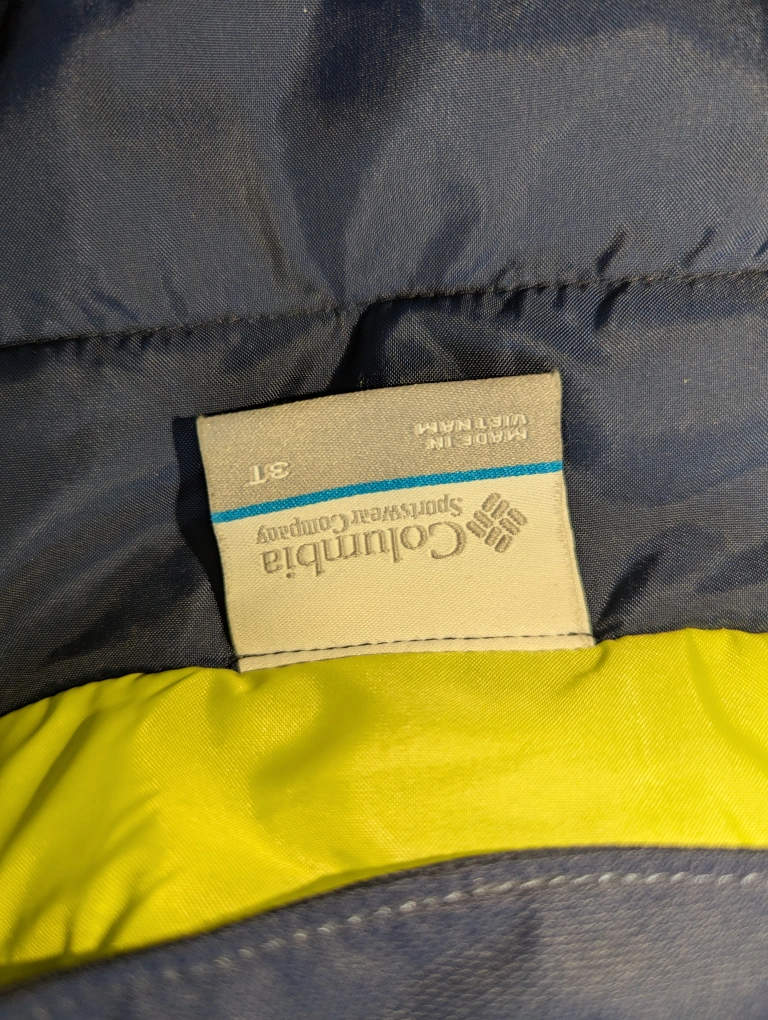 Columbia
Sportswear Company
3T
MADE IN
VIETNAM